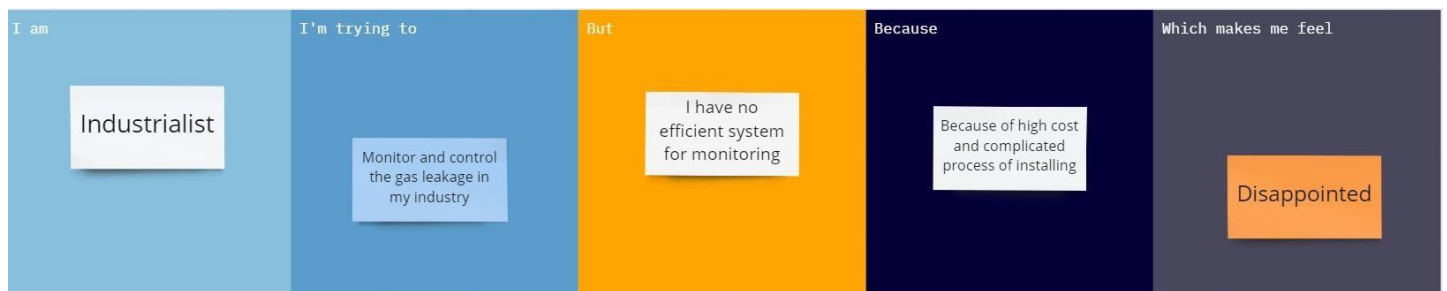 I am
Industrialist
I'm trying to
Monitor and control
the gas leakage in
my industry
But
I have no
efficient system
for monitoring
Because
Because of high cost
and complicated
process of installing
Which makes me feel
Disappointed